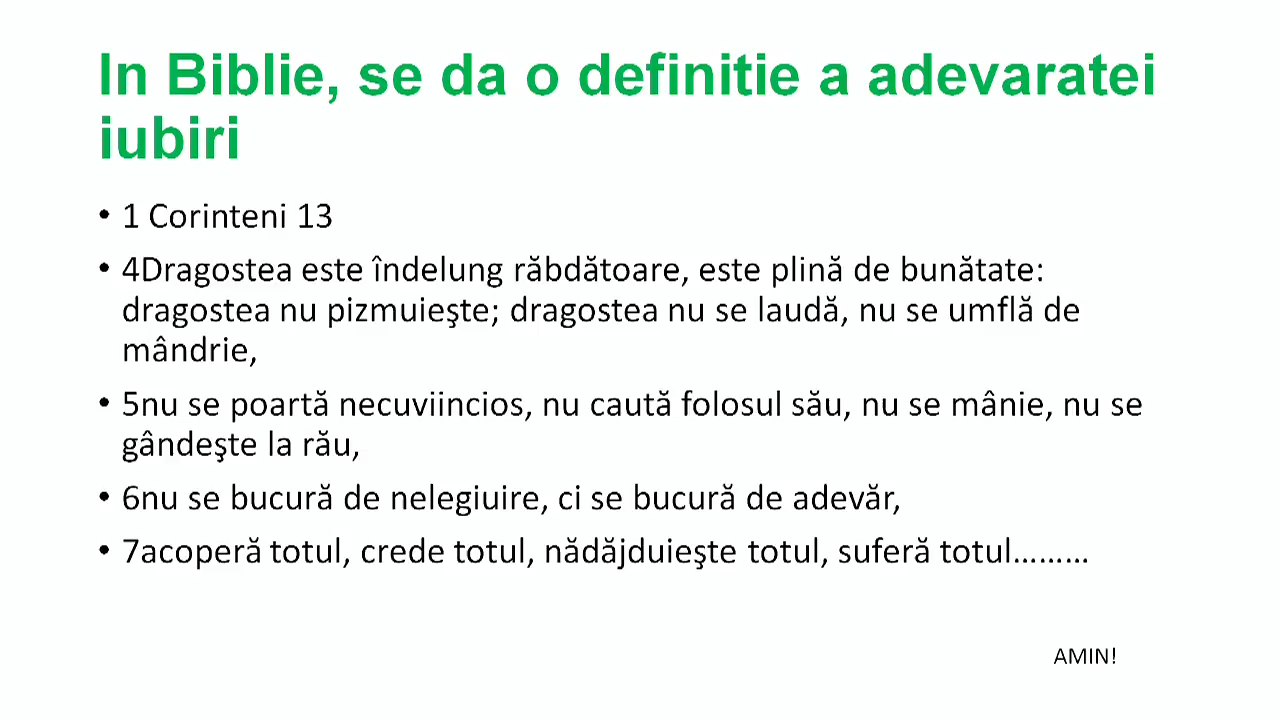 In Biblie, se da o definitie a adevaratei
iubiri
• 1 Corinteni 13
• 4Dragostea este îndelung răbdătoare, este plină de bunătate:
dragostea nu pizmuieşte; dragostea nu se laudă, nu se umflă de
mândrie,
• 5nu se poartă necuviincios, nu caută folosul său, nu se mânie, nu se
gândeşte la rău,
• 6nu se bucură de nelegiuire, ci se bucură de adevăr,
• 7acoperă totul, crede totul, nădăjduieşte totul, suferă totul………
AMIN!